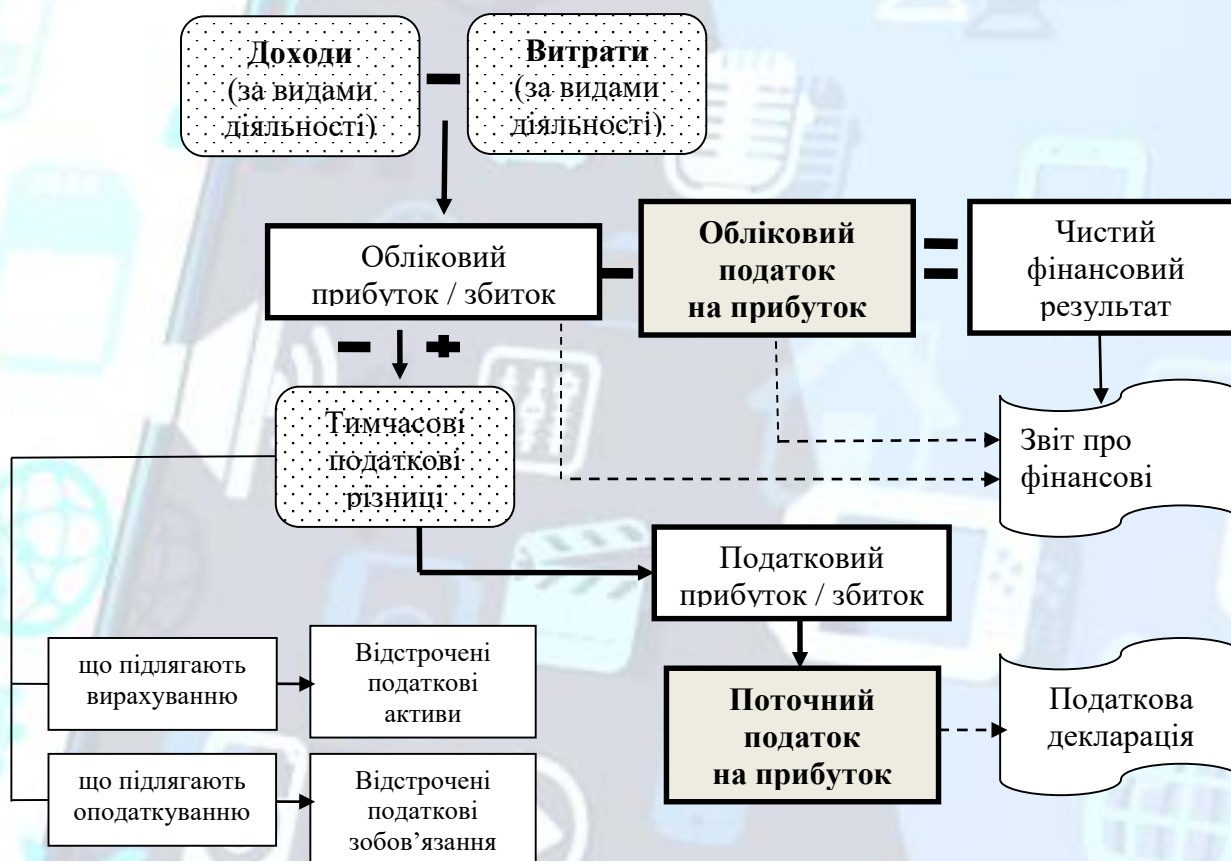 Доходи
(за видами
діяльності)
Витрати
(за видами
діяльності)
Обліковий
прибуток / збиток
Обліковий
податок
на прибуток
Чистий
фінансовий
результат
Тимчасові
податкові
різниці
Звіт про
фінансові
Податковий
прибуток / збиток
що підлягають
вирахуванню
Відстрочені
податкові
активи
Поточний
податок
на прибуток
Податкова
декларація
що підлягають
оподаткуванню
Відстрочені
податкові
зобов’язання